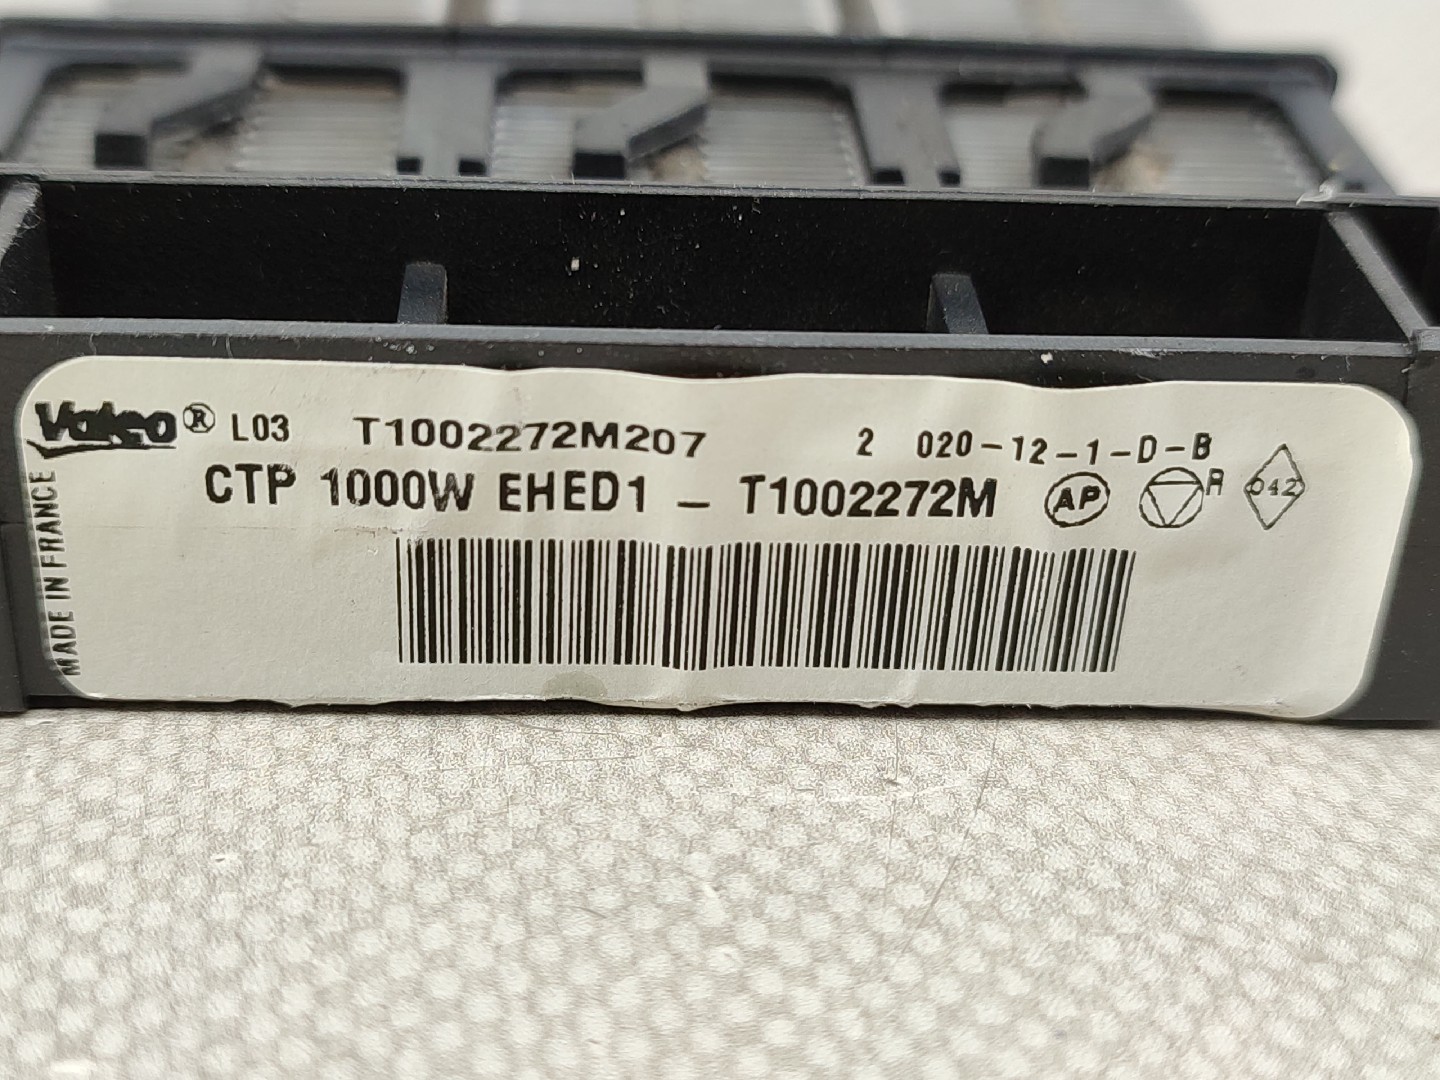 Valeo® L03 T1002272M207 2 020-12-1-D-B
CTP 1000W EHED1 - T1002272M AP R 042
MADE IN FRANCE